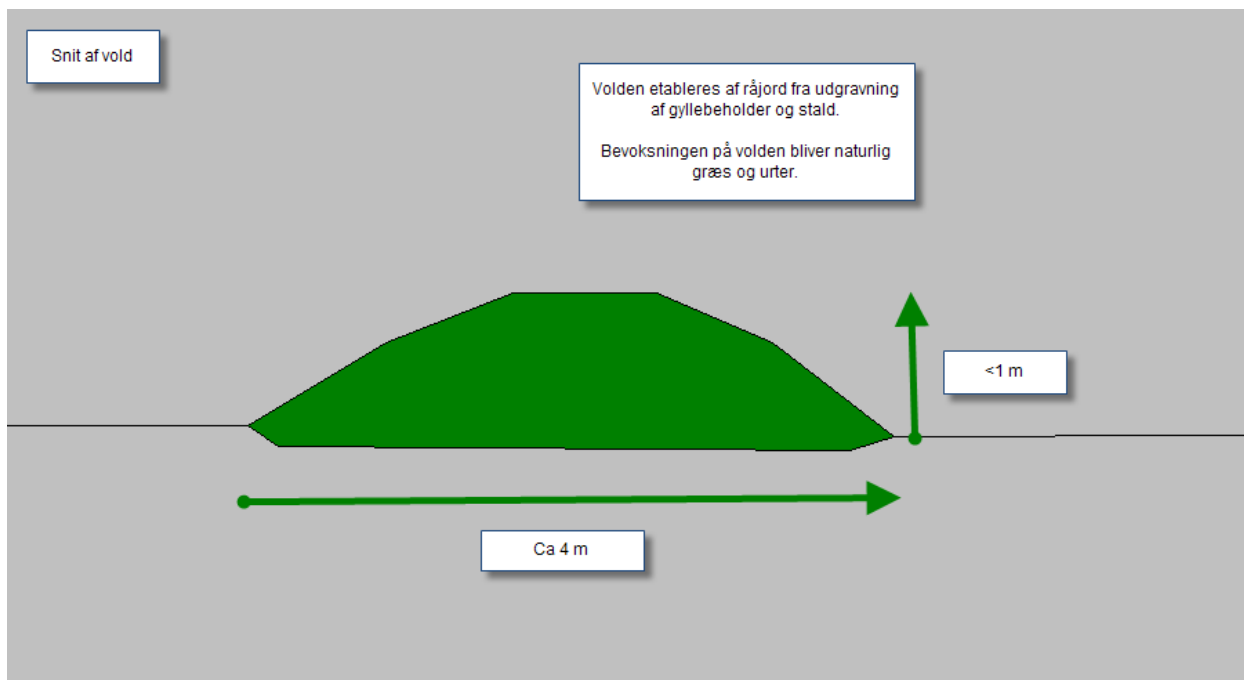 Snit af vold
Volden etableres af råjord fra udgravning
af gyllebeholder og stald.
Bevoksningen på volden bliver naturlig
græs og urter.
<1 m
Ca 4 m